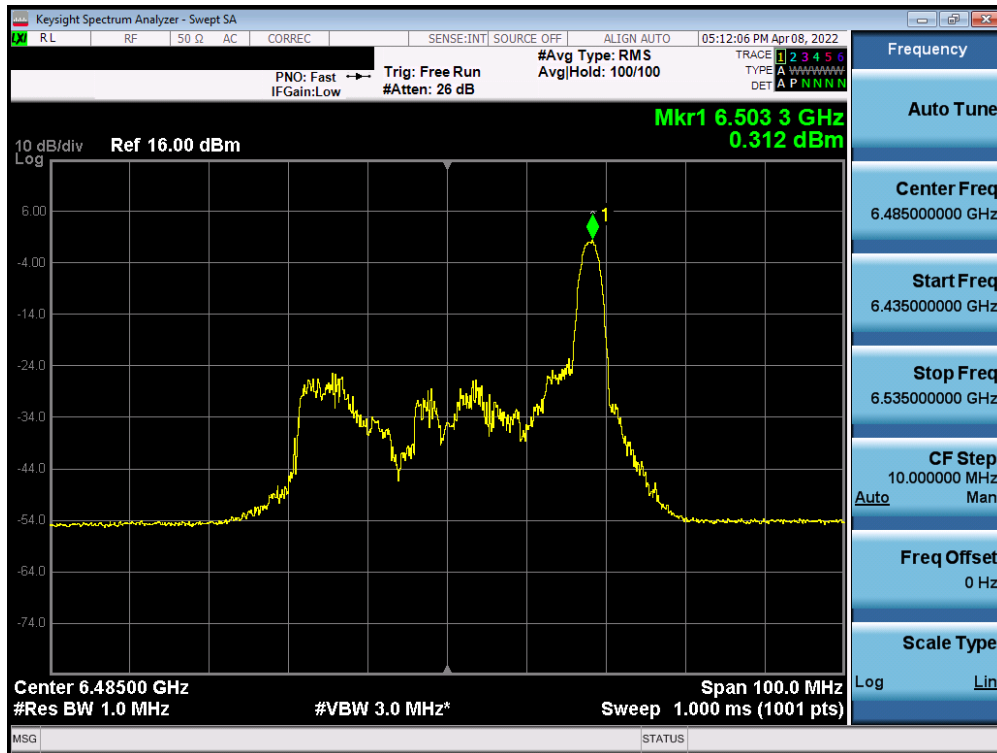 Keysight Spectrum Analyzer - Swept SA
LXI RL RF 50 Ω AC CORREC SENSE:INT SOURCE OFF ALIGN AUTO 05:12:06 PM Apr 08, 2022
PNO: Fast
IFGain:Low
Trig: Free Run
#Atten: 26 dB
#Avg Type: RMS
Avg|Hold: 100/100
TRACE 1 2 3 4 5 6
TYPE A WWWWW
DET A P N N N N
Mkr1 6.503 3 GHz
0.312 dBm
10 dB/div Ref 16.00 dBm
Log
6.00
-4.00
-14.0
-24.0
-34.0
-44.0
-54.0
-64.0
-74.0
1
Center 6.48500 GHz Span 100.0 MHz
#Res BW 1.0 MHz #VBW 3.0 MHz* Sweep 1.000 ms (1001 pts)
MSG STATUS
Frequency
Auto Tune
Center Freq
6.485000000 GHz
Start Freq
6.435000000 GHz
Stop Freq
6.535000000 GHz
CF Step
10.000000 MHz
Auto Man
Freq Offset
0 Hz
Scale Type
Log Lin